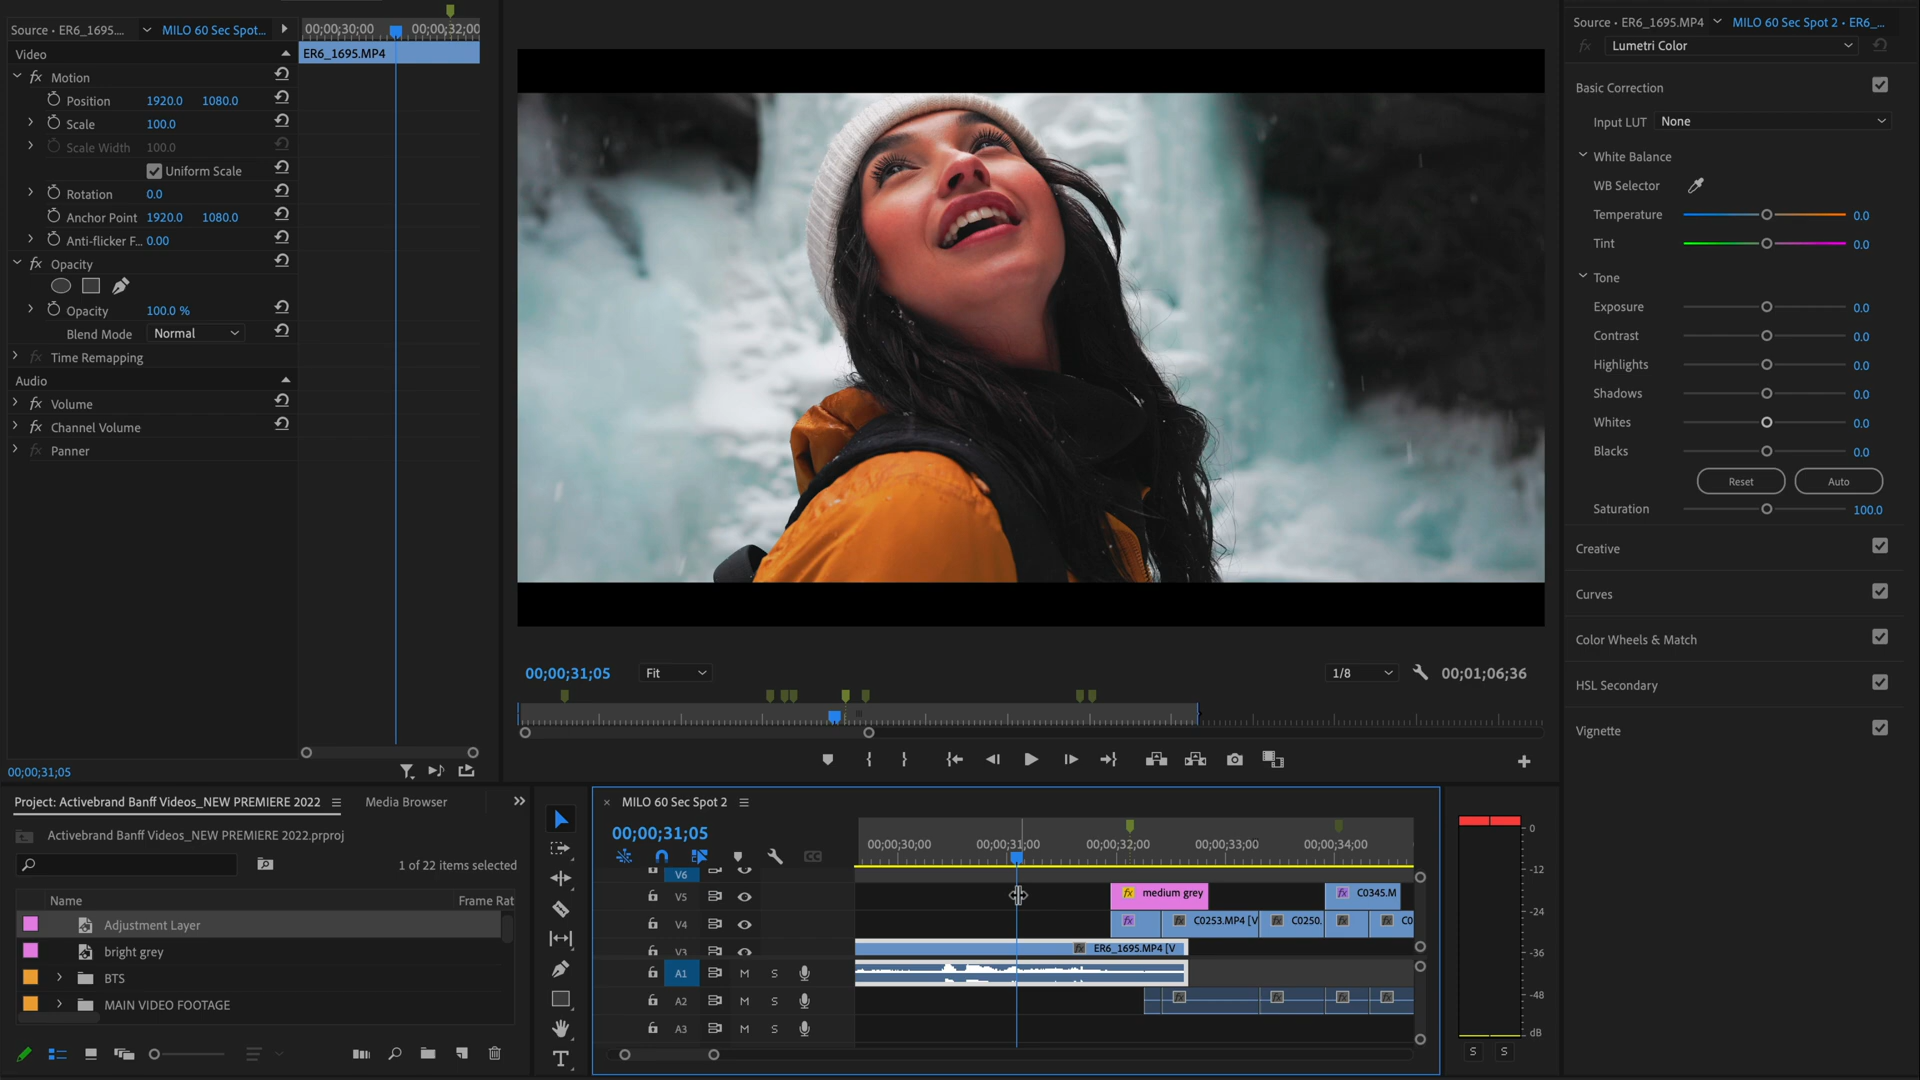 Source • ER6_1695....
MILO 60 Sec Spot...
00;00;30;00
00;00;32;00
Video
ER6_1695.MP4
fx Motion
Position 1920.0 1080.0
Scale 100.0
Scale Width 100.0
Uniform Scale
Rotation 0.0
Anchor Point 1920.0 1080.0
Anti-flicker F... 0.00
fx Opacity
Opacity 100.0 %
Blend Mode Normal
fx Time Remapping
Audio
fx Volume
fx Channel Volume
fx Panner
00;00;31;05
00;00;31;05
Fit
1/8
00;01;06;36
Source • ER6_1695.MP4
MILO 60 Sec Spot 2 • ER6_...
fx Lumetri Color
Basic Correction
Input LUT None
White Balance
WB Selector
Temperature 0.0
Tint 0.0
Tone
Exposure 0.0
Contrast 0.0
Highlights 0.0
Shadows 0.0
Whites 0.0
Blacks 0.0
Reset Auto
Saturation 100.0
Creative
Curves
Color Wheels & Match
HSL Secondary
Vignette
Project: Activebrand Banff Videos_NEW PREMIERE 2022
Media Browser
Activebrand Banff Videos_NEW PREMIERE 2022.prproj
1 of 22 items selected
Name Frame Rat
Adjustment Layer
bright grey
BTS
MAIN VIDEO FOOTAGE
T
× MILO 60 Sec Spot 2
00;00;31;05
00;00;30;00 00;00;31;00 00;00;32;00 00;00;33;00 00;00;34;00
CC
V6
V5 fx medium grey fx C0345.M
V4 fx fx C0253.MP4 [V fx C0250. fx fx C0
V3 fx ER6_1695.MP4 [V
A1 M S
A2 M S fx fx fx fx
A3 M S
0
-12
-24
-36
-48
dB
S S